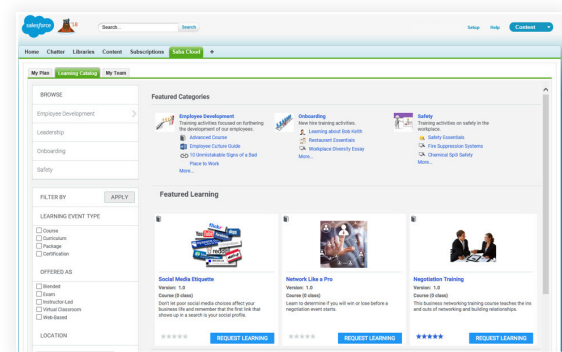 salesforce
Search...
Search
Setup
Help
Content
Home
Chatter
Libraries
Content
Subscriptions
Saba Cloud
+
My Plan
Learning Catalog
My Team
BROWSE
Employee Development
Leadership
Onboarding
Safety
FILTER BY
APPLY
LEARNING EVENT TYPE
Course
Curriculum
Package
Certification
OFFERED AS
Blended
Exam
Instructor-Led
Virtual Classroom
Web-Based
LOCATION
Featured Categories
Employee Development
Training activities focused on furthering
the development of our employees.
Advanced Course
Employee Culture Guide
10 Unmistakable Signs of a Bad
Place to Work
More...
Onboarding
New hire training activities.
Learning about Bob Keith
Restaurant Essentials
Workplace Diversity Essay
More...
Safety
Training activities on safety in the
workplace.
Safety Essentials
Fire Suppression Systems
Chemical Spill Safety
More...
Featured Learning
flickr
YouTube
reddit
Social Media Etiquette
Version: 1.0
Course (0 class)
Don't let your social media choices affect your
business life and remember that the first link that
shows up in a search is your social profile.
REQUEST LEARNING
Network Like a Pro
Version: 1.0
Course (0 class)
Learn to determine if you will win or lose before a
negotiation event starts.
REQUEST LEARNING
Negotiation Training
Version: 1.0
Course (0 class)
This business networking training course teaches the ins
and outs of networking and building relationships.
REQUEST LEARNING